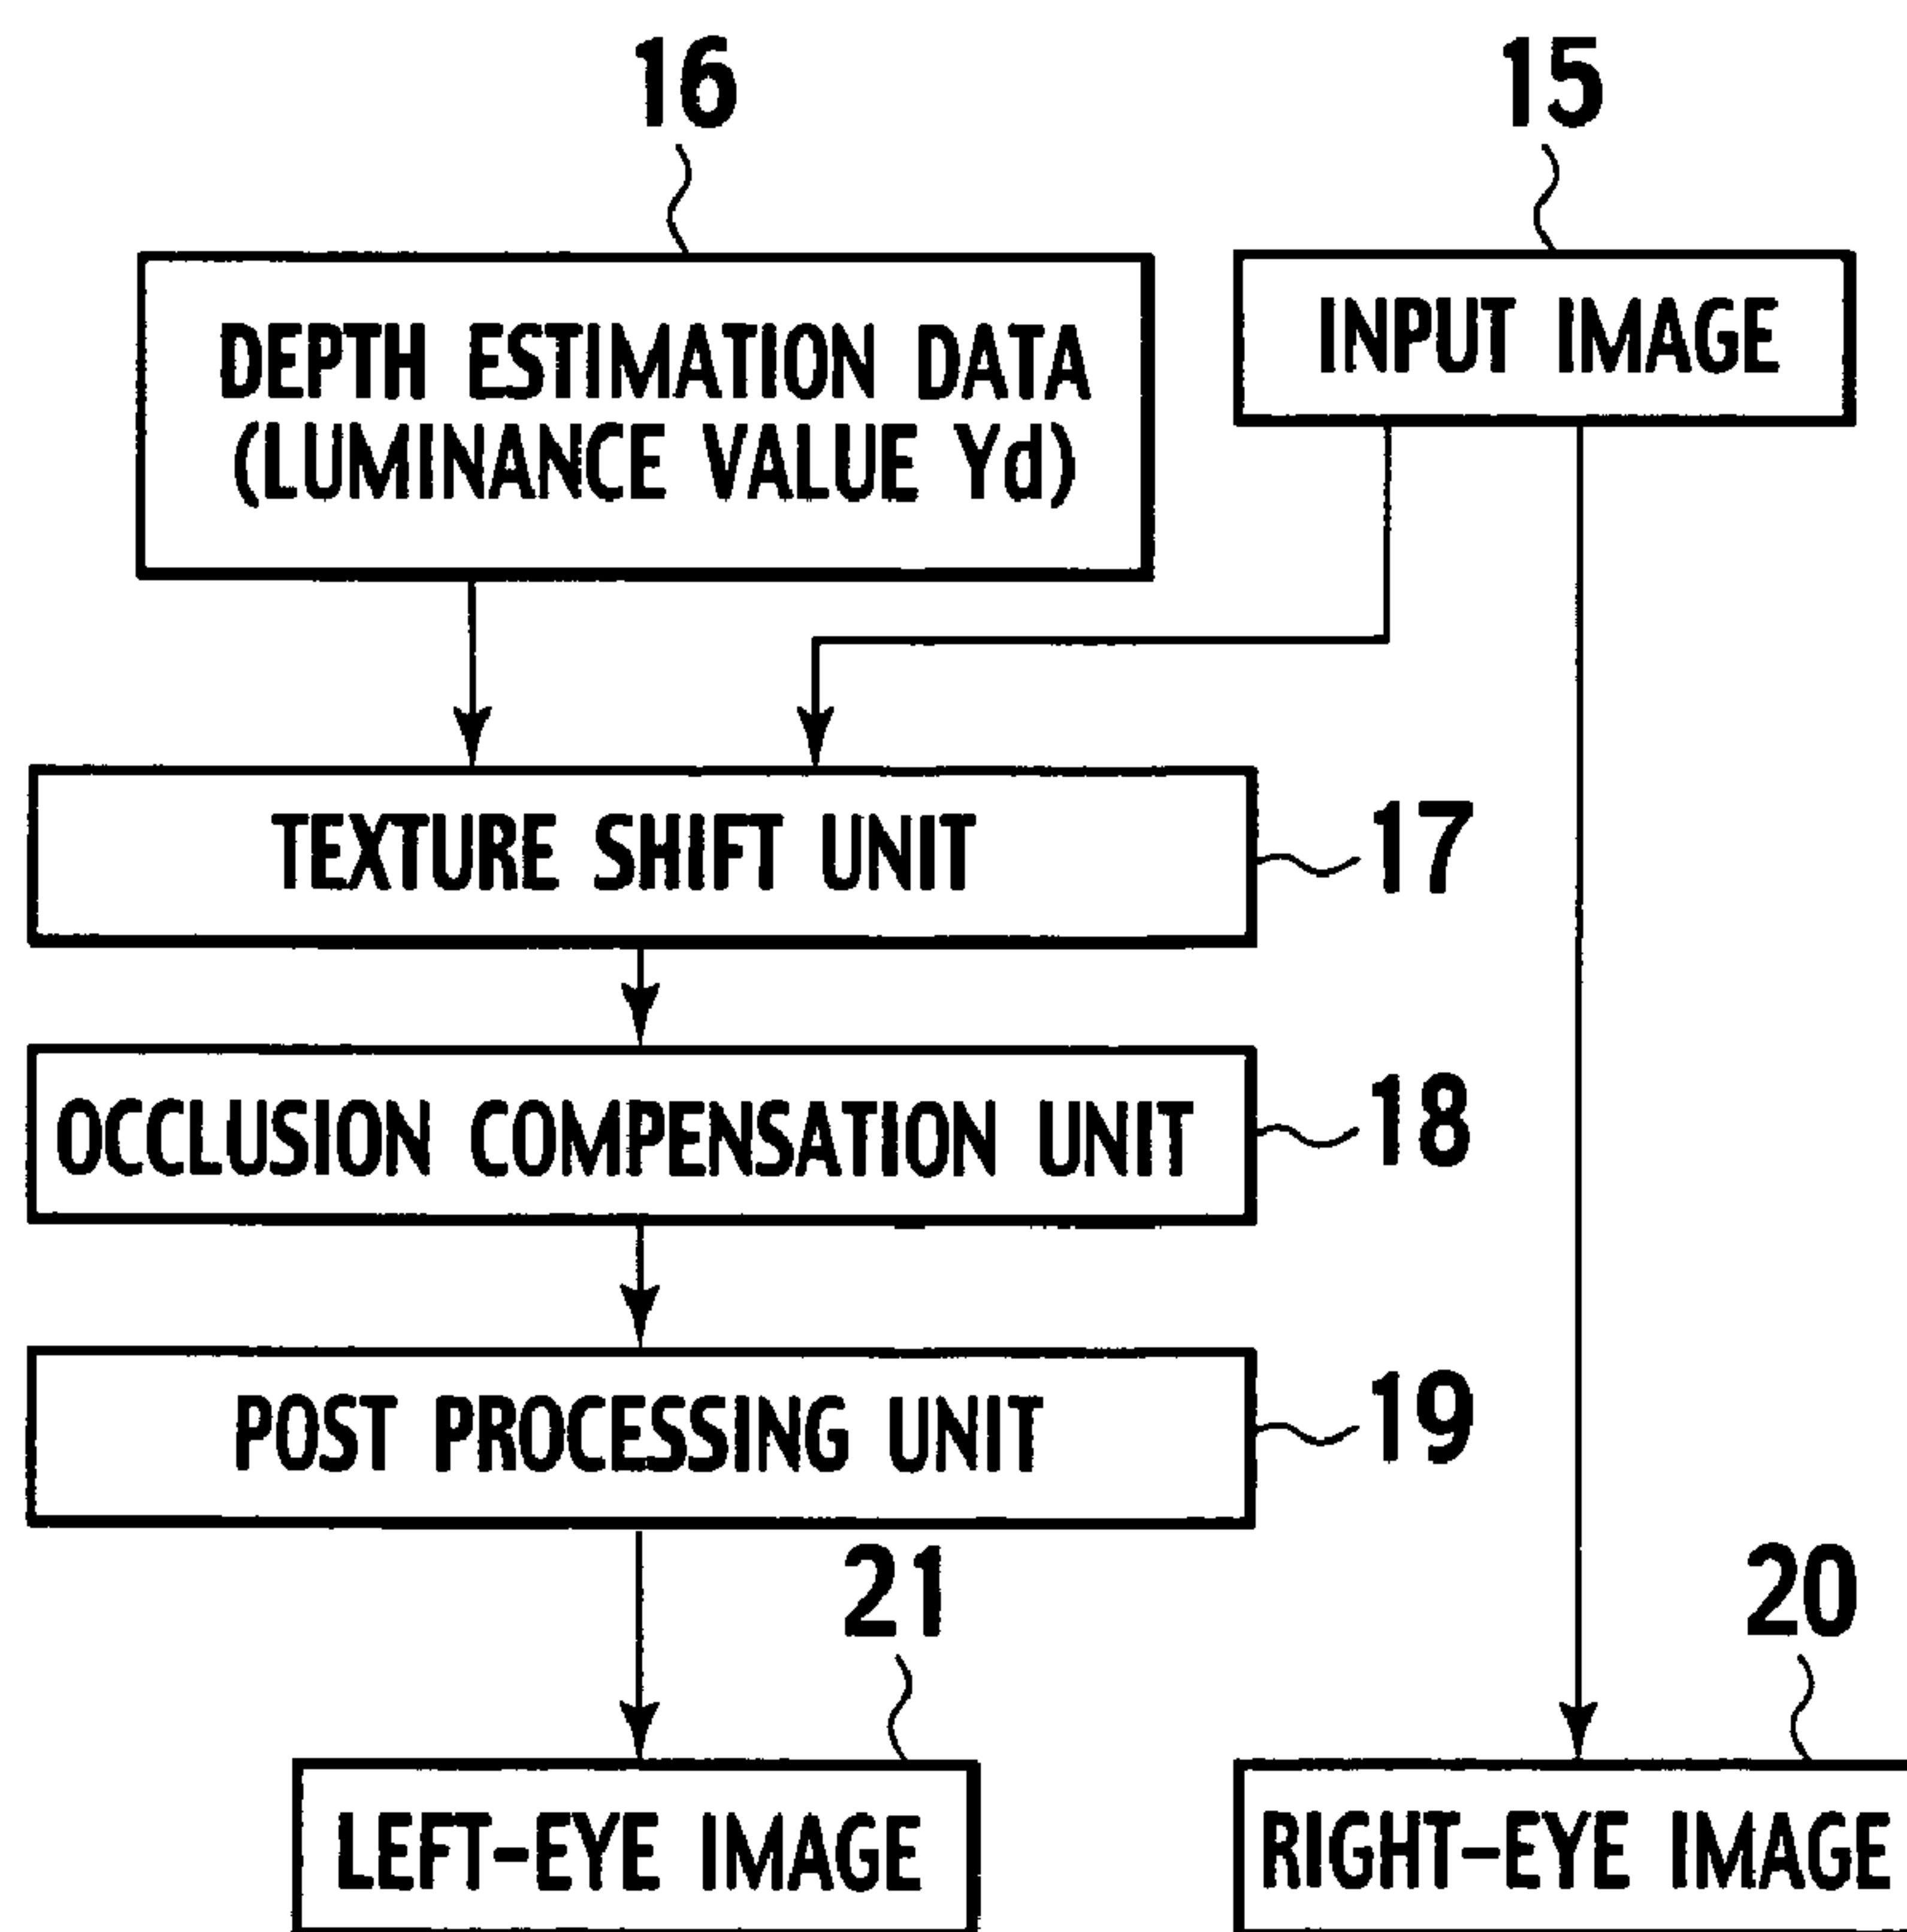 16
15
DEPTH ESTIMATION DATA
(LUMINANCE VALUE Yd)
INPUT IMAGE
TEXTURE SHIFT UNIT
17
OCCLUSION COMPENSATION UNIT
18
POST PROCESSING UNIT
19
21
20
LEFT-EYE IMAGE
RIGHT-EYE IMAGE